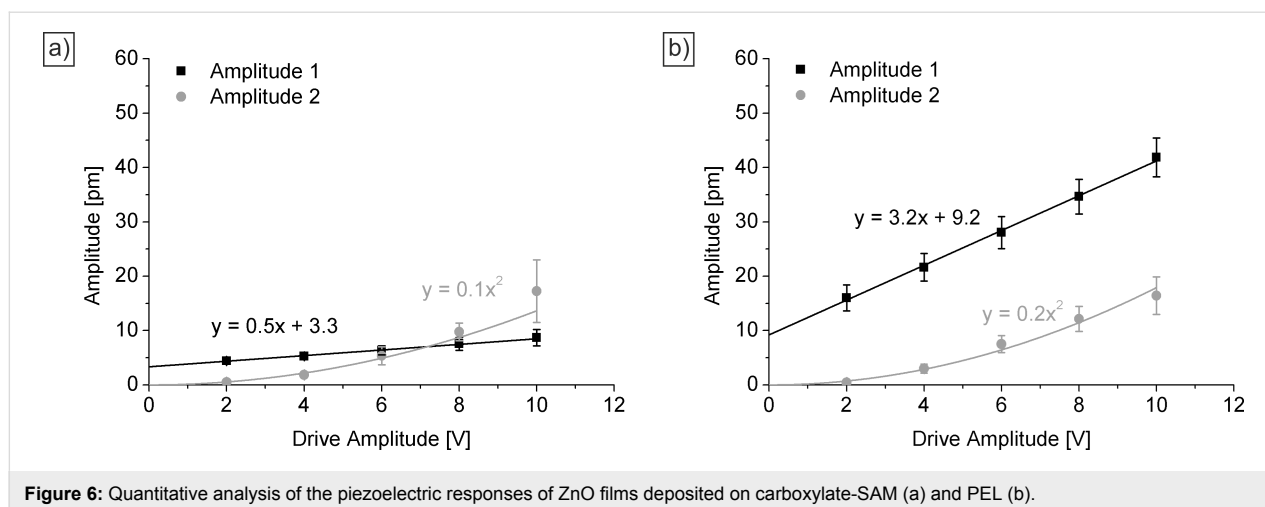 a)
60
50
40
30
20
10
0
Amplitude [pm]
Amplitude 1
Amplitude 2
y = 0.1x²
y = 0.5x + 3.3
0 2 4 6 8 10 12
Drive Amplitude [V]
b)
60
50
40
30
20
10
0
Amplitude [pm]
Amplitude 1
Amplitude 2
y = 3.2x + 9.2
y = 0.2x²
0 2 4 6 8 10 12
Drive Amplitude [V]
Figure 6: Quantitative analysis of the piezoelectric responses of ZnO films deposited on carboxylate-SAM (a) and PEL (b).